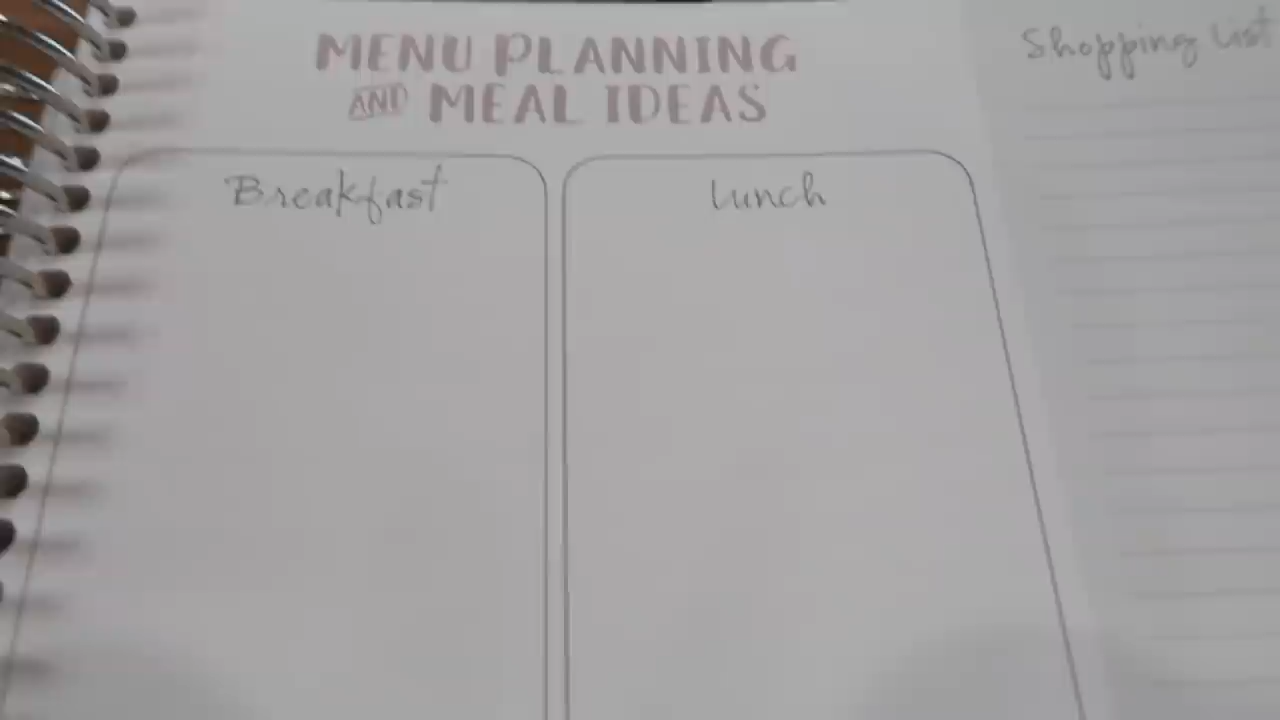 MENU PLANNING
AND MEAL IDEAS
Shopping List
Breakfast
Lunch